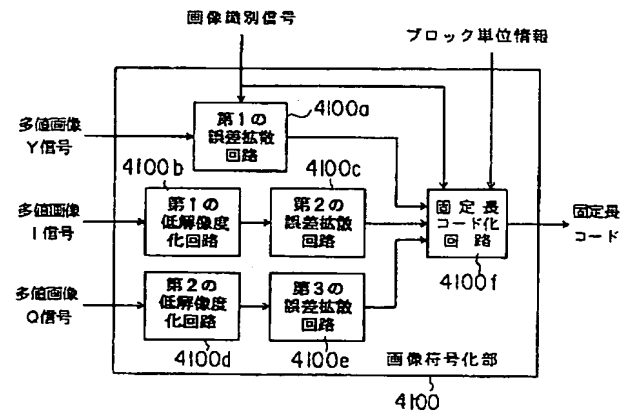 画像識別信号
ブロック単位情報
4100a
第1の
誤差拡散
回路
多値画像
Y信号
4100b
4100c
多値画像
I信号
第1の
低解像度
化回路
第2の
誤差拡散
回路
固定長
コード化
回路
固定長
コード
4100f
多値画像
Q信号
第2の
低解像度
化回路
第3の
誤差拡散
回路
4100d
4100e
画像符号化部
4100